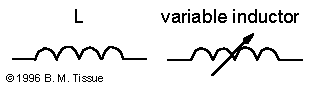 L
variable inductor
© 1996 B. M. Tissue